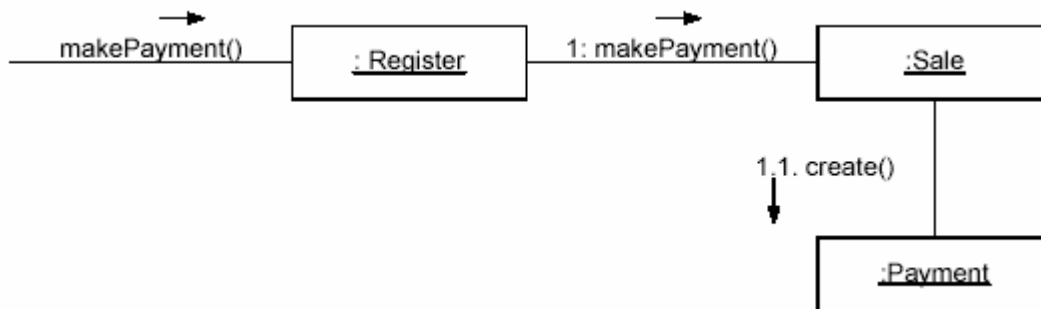 makePayment()
: Register
1: makePayment()
:Sale
1.1. create()
:Payment